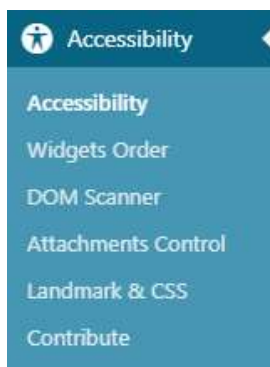 Accessibility
Accessibility
Widgets Order
DOM Scanner
Attachments Control
Landmark & CSS
Contribute